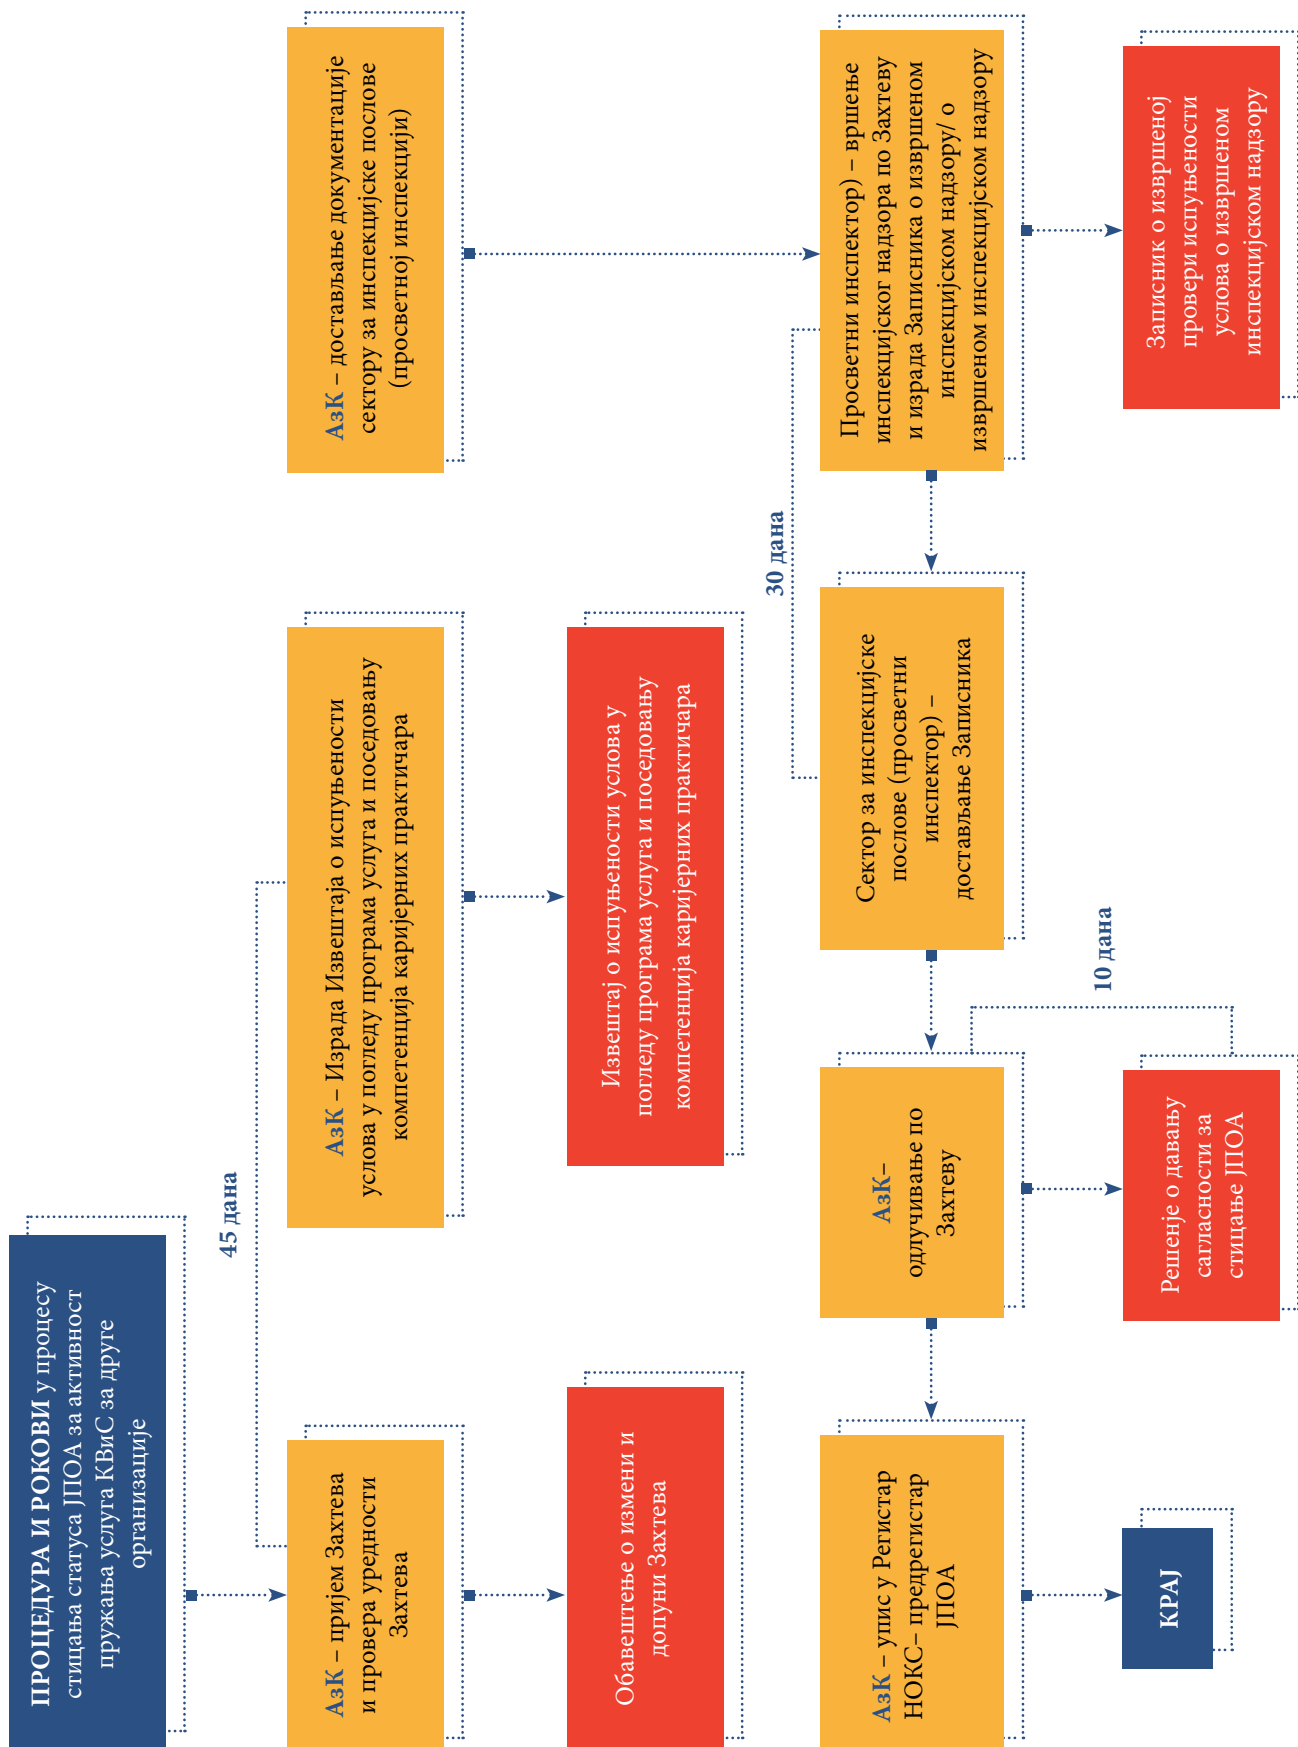 ПРОЦЕДУРА И РОКОВИ у процесу
стицања статуса ЈПОА за активност
пружања услуга КВиС за друге
организације
45 дана
АзК – пријем Захтева
и провера уредности
Захтева
АзК – Израда Извештаја о испуњености
услова у погледу програма услуга и поседовању
компетенција каријерних практичара
АзК – достављање документације
сектору за инспекцијске послове
(просветној инспекцији)
Обавештење о измени и
допуни Захтева
Извештај о испуњености услова у
погледу програма услуга и поседовању
компетенција каријерних практичара
30 дана
АзК – упис у Регистар
НОКС– предрегистар
ЈПОА
АзК–
одлучивање по
Захтеву
Сектор за инспекцијске
послове (просветни
инспектор) –
достављање Записника
Просветни инспектор) – вршење
инспекцијског надзора по Захтеву
и израда Записника о извршеном
инспекцијском надзору/ о
извршеном инспекцијском надзору
10 дана
КРАЈ
Решенје о давању
сагласности за
стицање ЈПОА
Записник о извршеној
провери испуњености
услова о извршеном
инспекцијском надзору